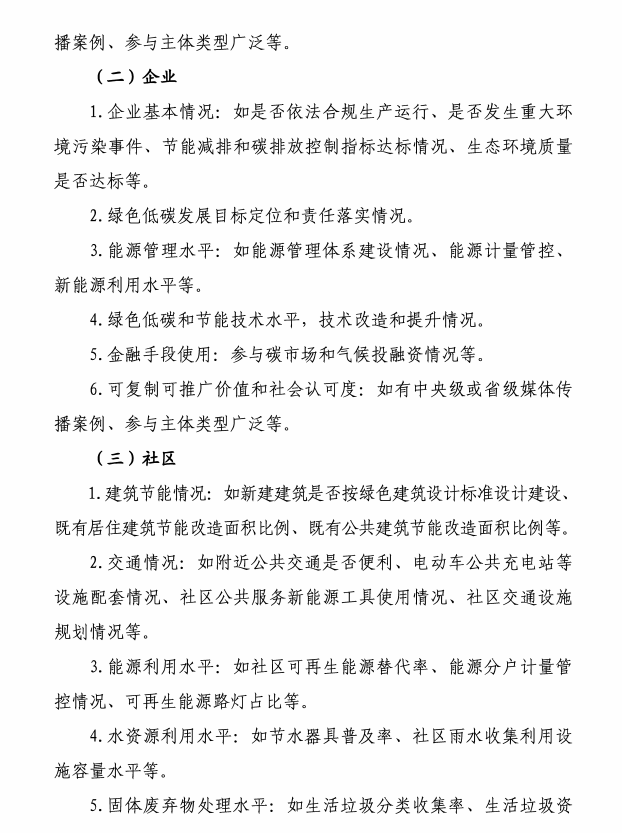 播案例、参与主体类型广泛等。
（二）企业
1.企业基本情况：如是否依法合规生产运行、是否发生重大环
境污染事件、节能减排和碳排放控制指标达标情况、生态环境质量
是否达标等。
2.绿色低碳发展目标定位和责任落实情况。
3.能源管理水平：如能源管理体系建设情况、能源计量管控、
新能源利用水平等。
4.绿色低碳和节能技术水平，技术改造和提升情况。
5.金融手段使用：参与碳市场和气候投融资情况等。
6.可复制可推广价值和社会认可度：如有中央级或省级媒体传
播案例、参与主体类型广泛等。
（三）社区
1.建筑节能情况：如新建建筑是否按绿色建筑设计标准设计建设、
既有居住建筑节能改造面积比例、既有公共建筑节能改造面积比例等。
2.交通情况：如附近公共交通是否便利、电动车公共充电站等
设施配套情况、社区公共服务新能源工具使用情况、社区交通设施
规划情况等。
3.能源利用水平：如社区可再生能源替代率、能源分户计量管
控情况、可再生能源路灯占比等。
4.水资源利用水平：如节水器具普及率、社区雨水收集利用设
施容量水平等。
5.固体废弃物处理水平：如生活垃圾分类收集率、生活垃圾资